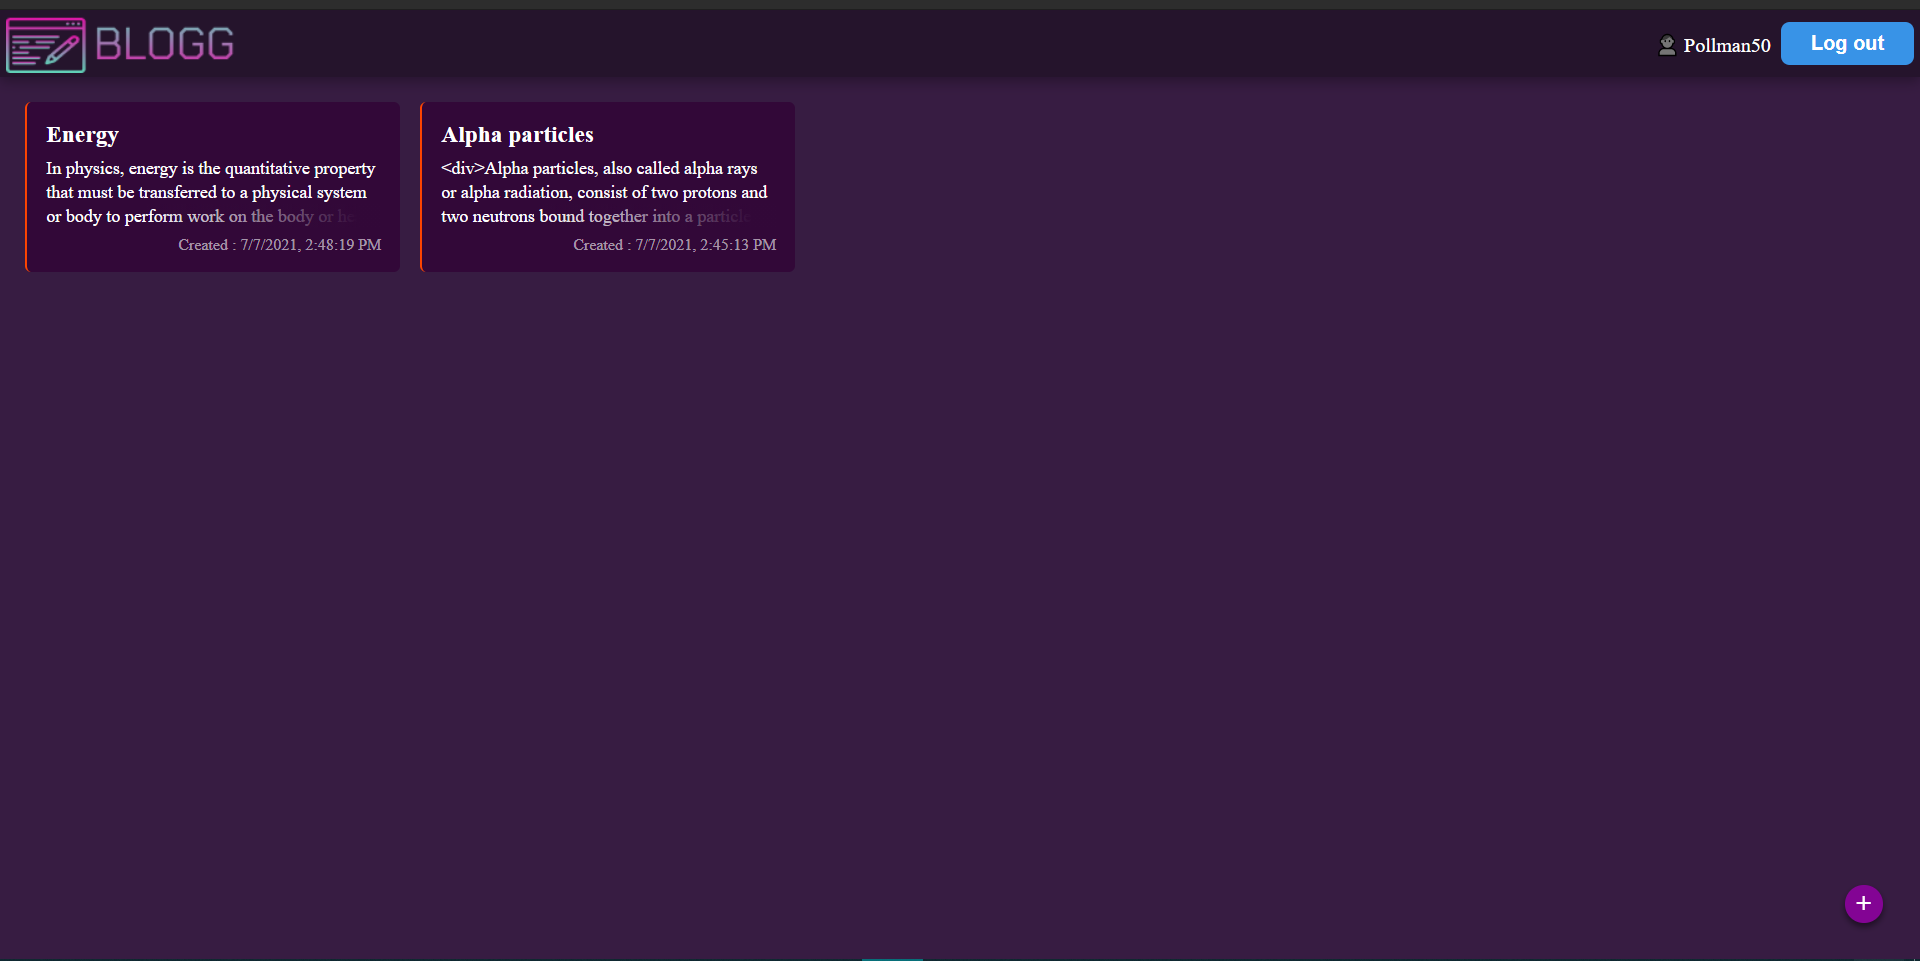 BLOGG
Pollman50
Log out
Energy
In physics, energy is the quantitative property
that must be transferred to a physical system
or body to perform work on the body or he
Created : 7/7/2021, 2:48:19 PM
Alpha particles
<div>Alpha particles, also called alpha rays
or alpha radiation, consist of two protons and
two neutrons bound together into a particle
Created : 7/7/2021, 2:45:13 PM
+